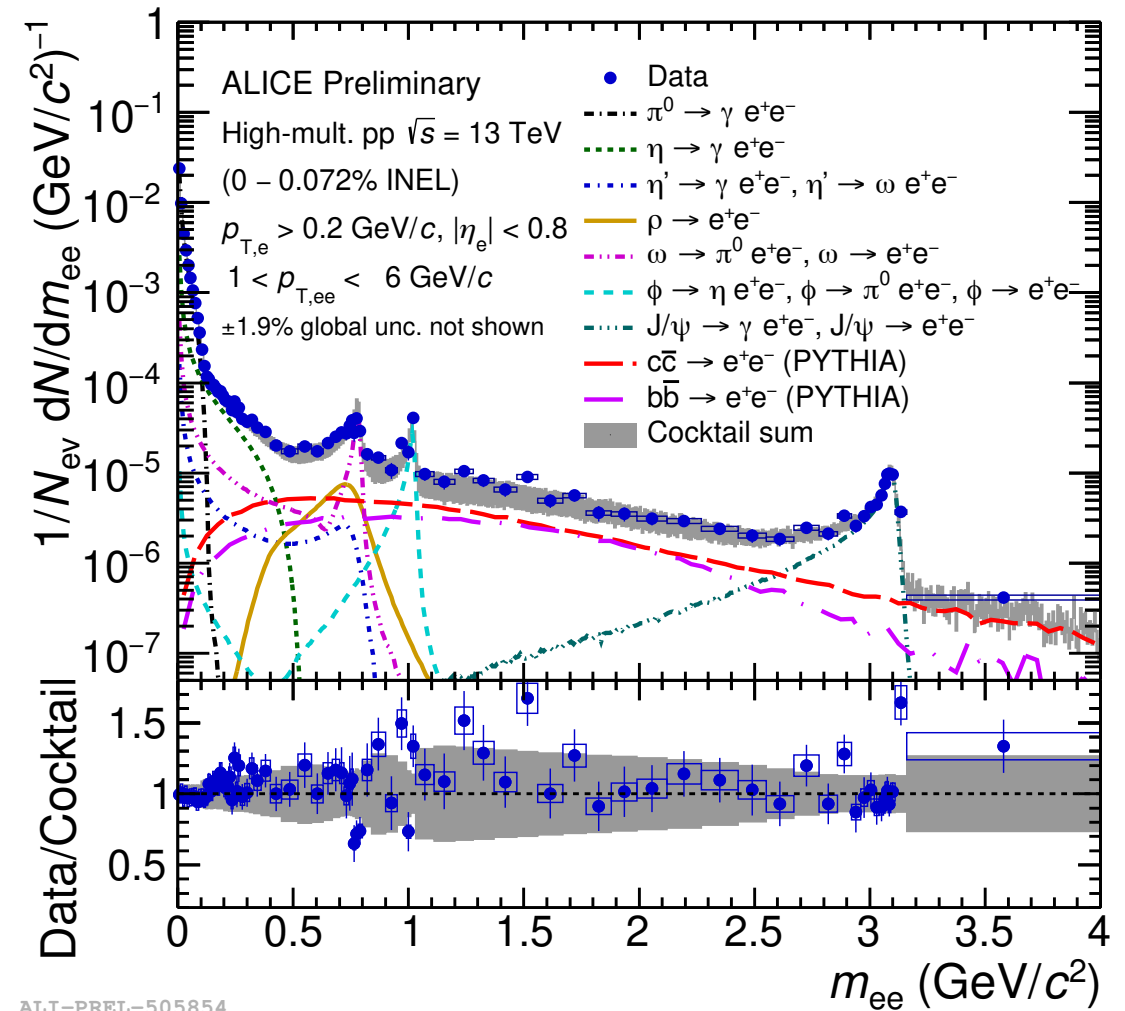 1/N_ev dN/dm_ee (GeV/c²)⁻¹
1
10⁻¹
10⁻²
10⁻³
10⁻⁴
10⁻⁵
10⁻⁶
10⁻⁷
ALICE Preliminary
High-mult. pp √s = 13 TeV
(0 − 0.072% INEL)
p_T,e > 0.2 GeV/c, |η_e| < 0.8
1 < p_T,ee < 6 GeV/c
±1.9% global unc. not shown
Data
π⁰ → γ e⁺e⁻
η → γ e⁺e⁻
η' → γ e⁺e⁻, η' → ω e⁺e⁻
ρ → e⁺e⁻
ω → π⁰ e⁺e⁻, ω → e⁺e⁻
ϕ → η e⁺e⁻, ϕ → π⁰ e⁺e⁻, ϕ → e⁺e⁻
J/ψ → γ e⁺e⁻, J/ψ → e⁺e⁻
cc̅ → e⁺e⁻ (PYTHIA)
bb̅ → e⁺e⁻ (PYTHIA)
Cocktail sum
Data/Cocktail
1.5
1
0.5
0 0.5 1 1.5 2 2.5 3 3.5 4
m_ee (GeV/c²)
ALI−PREL−505854